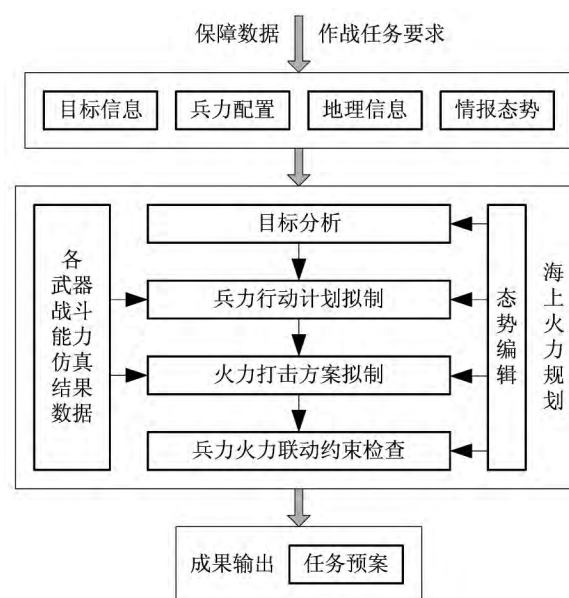 保障数据 作战任务要求
目标信息 兵力配置 地理信息 情报态势
各
武器
战斗
能力
仿真
结果
数据
目标分析
兵力行动计划拟制
火力打击方案拟制
兵力火力联动约束检查
态势编辑
海上火力规划
成果输出 任务预案